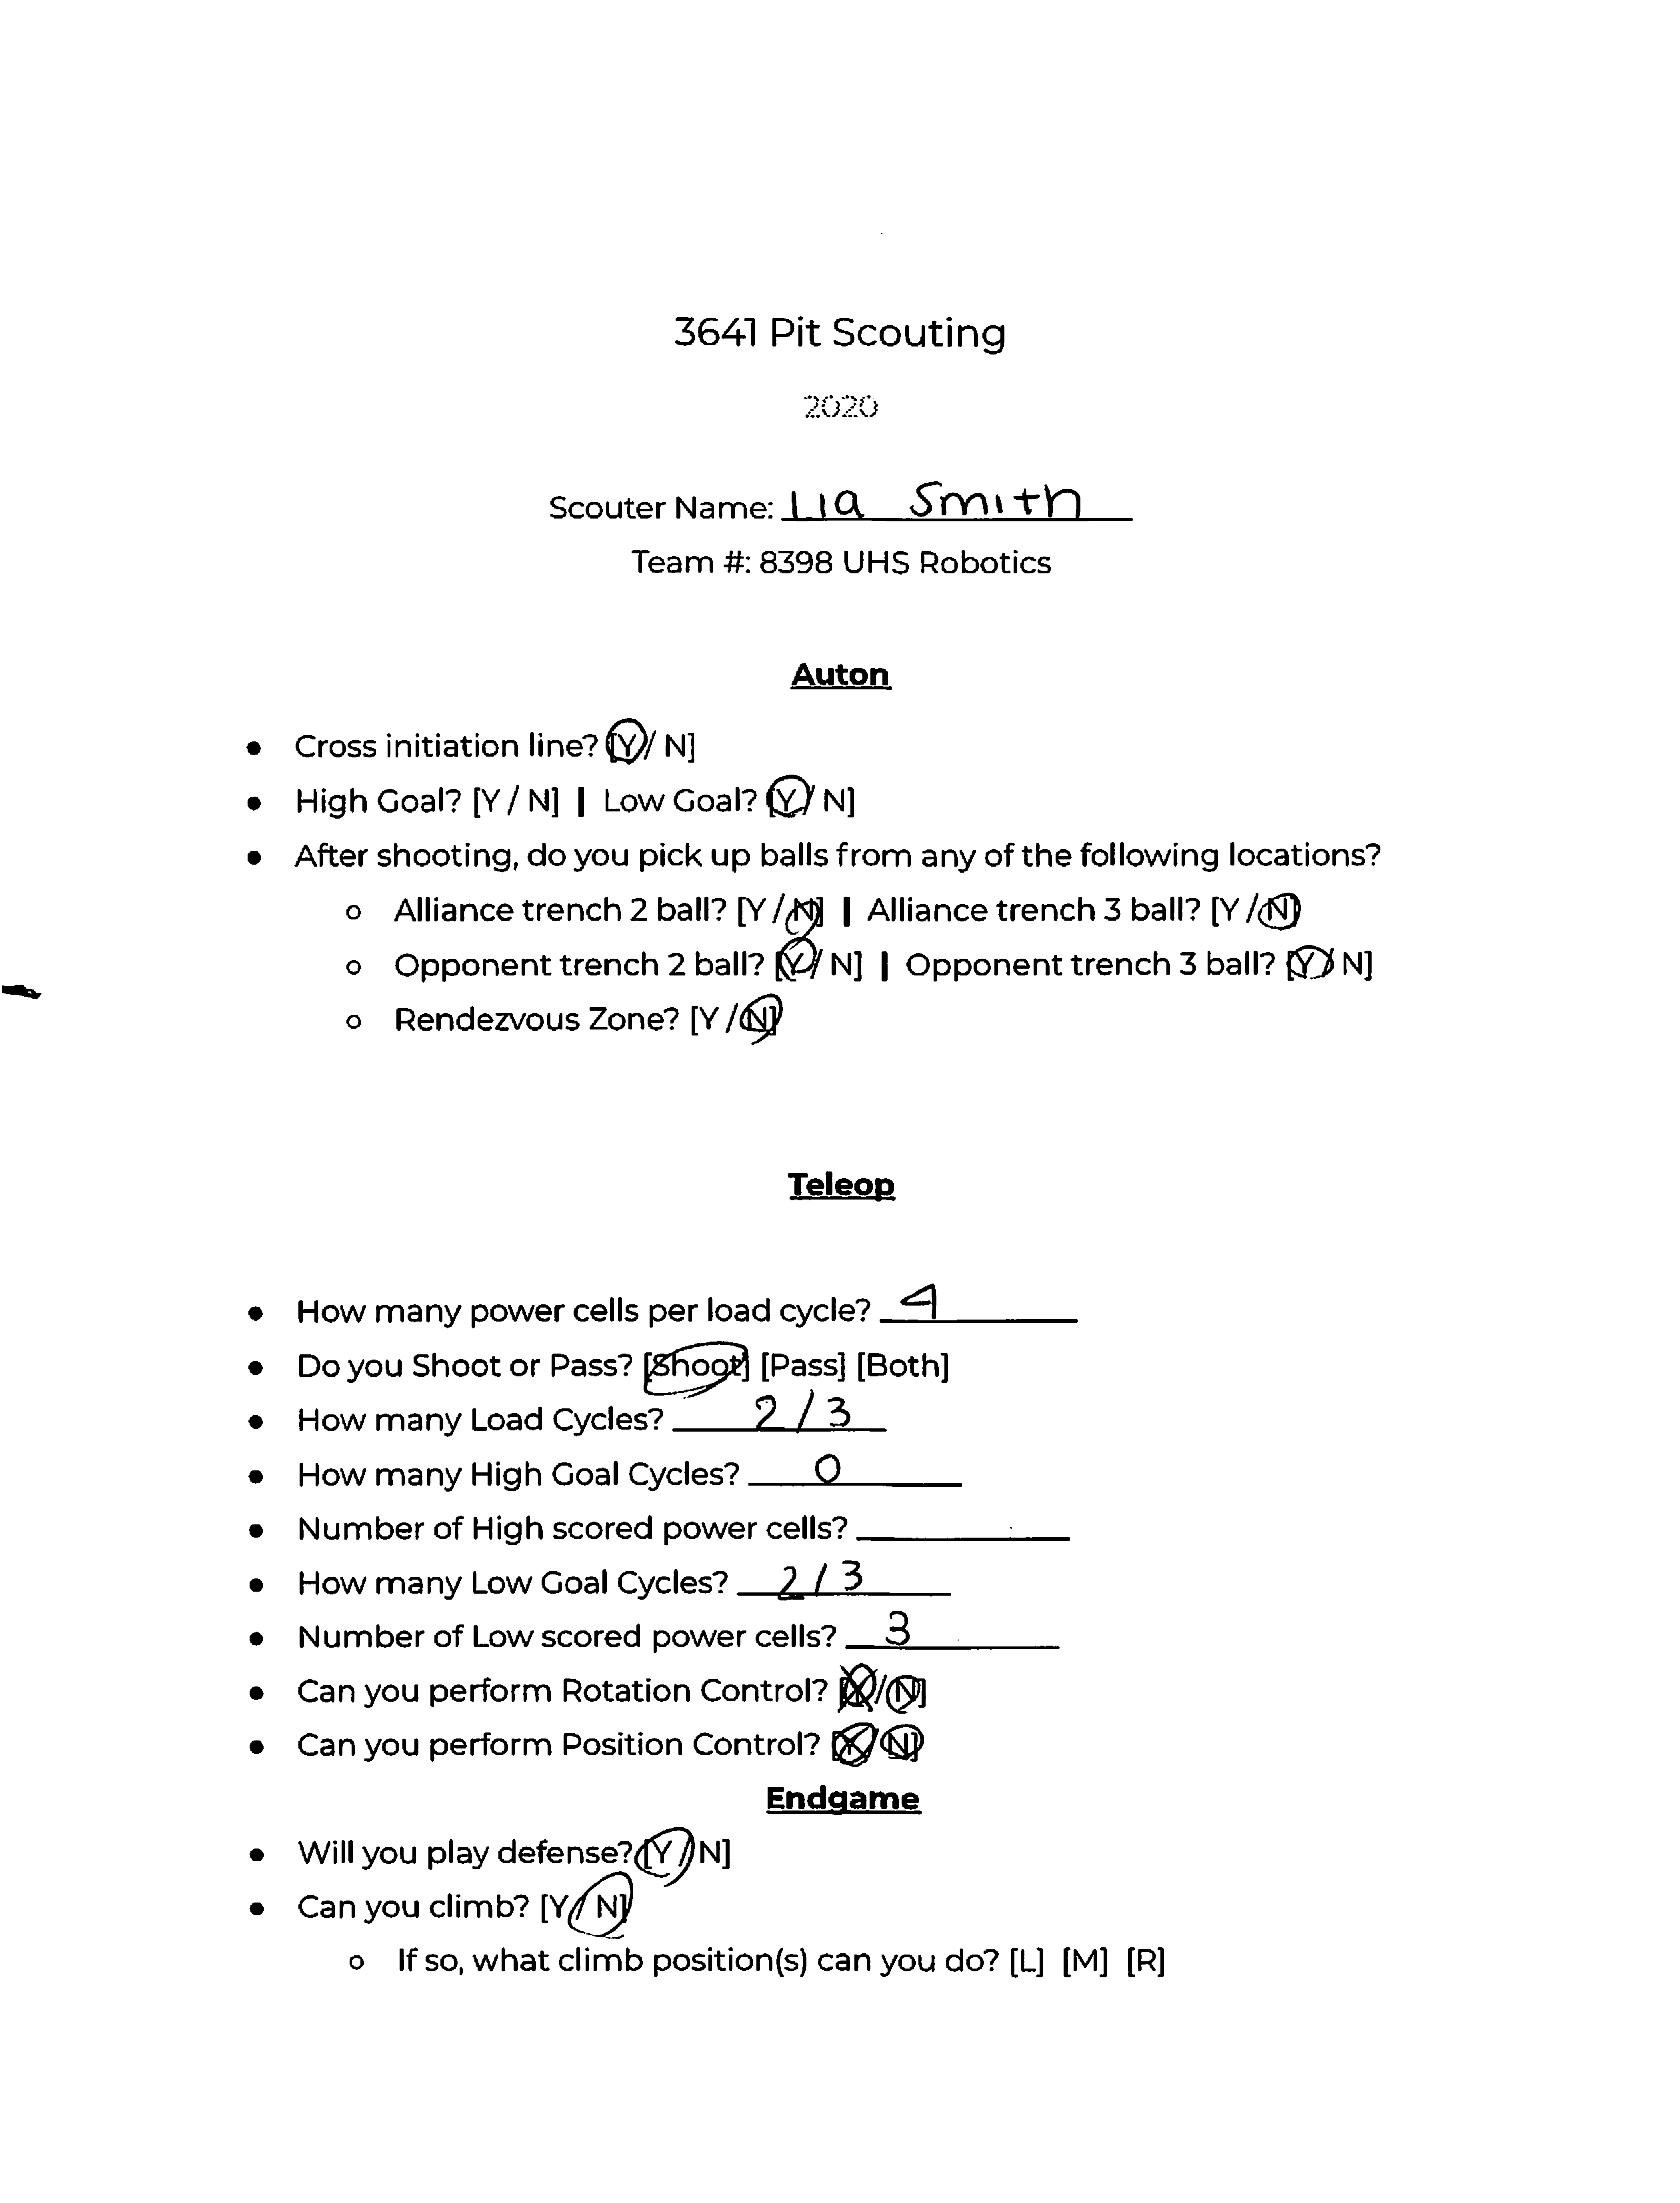 3641 Pit Scouting
2020
Scouter Name: Lia Smith
Team #: 8398 UHS Robotics
Auton
● Cross initiation line? [Y/ N]
● High Goal? [Y / N] | Low Goal? [Y/ N]
● After shooting, do you pick up balls from any of the following locations?
○ Alliance trench 2 ball? [Y / N] | Alliance trench 3 ball? [Y / N]
○ Opponent trench 2 ball? [Y/ N] | Opponent trench 3 ball? [Y/ N]
○ Rendezvous Zone? [Y / N]
Teleop
● How many power cells per load cycle? 4
● Do you Shoot or Pass? [Shoot] [Pass] [Both]
● How many Load Cycles? 2 / 3
● How many High Goal Cycles? 0
● Number of High scored power cells?
● How many Low Goal Cycles? 2 / 3
● Number of Low scored power cells? 3
● Can you perform Rotation Control? [Y/ N]
● Can you perform Position Control? [Y/ N]
Endgame
● Will you play defense? [Y / N]
● Can you climb? [Y / N]
○ If so, what climb position(s) can you do? [L] [M] [R]